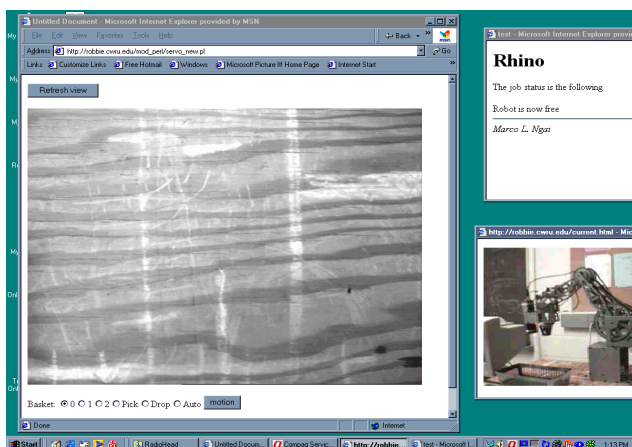 Untitled Document - Microsoft Internet Explorer provided by MSN
File Edit View Favorites Tools Help
Back
Address http://robbie.cwru.edu/mod_perl/servo_new.pl
Go
Links Customize Links Free Hotmail Windows Microsoft Picture It! Home Page Internet Start
Refresh view
Basket: 0 1 2 Pick Drop Auto motion
Done
Internet
test - Microsoft Internet Explorer provi
Rhino
The job status is the following.
Robot is now free
Marco L. Ngai
http://robbie.cwru.edu/current.html - Mic
My
Start RadioHead Untitled Docum... Compaq Servic... http://robbie... test - Microsoft I... 1:13 PM